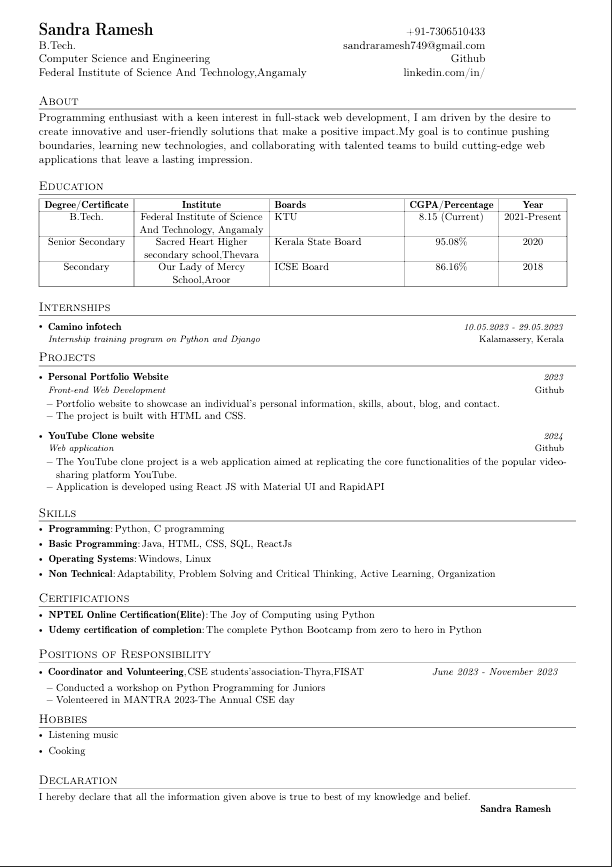 Sandra Ramesh
+91-7306510433
B.Tech.
sandraramesh749@gmail.com
Computer Science and Engineering
Github
Federal Institute of Science And Technology,Angamaly
linkedin.com/in/
About
Programming enthusiast with a keen interest in full-stack web development, I am driven by the desire to
create innovative and user-friendly solutions that make a positive impact.My goal is to continue pushing
boundaries, learning new technologies, and collaborating with talented teams to build cutting-edge web
applications that leave a lasting impression.
Education
Degree/Certificate Institute Boards CGPA/Percentage Year
B.Tech. Federal Institute of Science KTU 8.15 (Current) 2021-Present
And Technology, Angamaly
Senior Secondary Sacred Heart Higher Kerala State Board 95.08% 2020
secondary school,Thevara
Secondary Our Lady of Mercy ICSE Board 86.16% 2018
School,Aroor
Internships
• Camino infotech 10.05.2023 - 29.05.2023
Internship training program on Python and Django Kalamassery, Kerala
Projects
• Personal Portfolio Website 2023
Front-end Web Development Github
– Portfolio website to showcase an individual's personal information, skills, about, blog, and contact.
– The project is built with HTML and CSS.
• YouTube Clone website 2024
Web application Github
– The YouTube clone project is a web application aimed at replicating the core functionalities of the popular video-
sharing platform YouTube.
– Application is developed using React JS with Material UI and RapidAPI
Skills
• Programming: Python, C programming
• Basic Programming: Java, HTML, CSS, SQL, ReactJs
• Operating Systems: Windows, Linux
• Non Technical: Adaptability, Problem Solving and Critical Thinking, Active Learning, Organization
Certifications
• NPTEL Online Certification(Elite): The Joy of Computing using Python
• Udemy certification of completion: The complete Python Bootcamp from zero to hero in Python
Positions of Responsibility
• Coordinator and Volunteering,CSE students'association-Thyra,FISAT June 2023 - November 2023
– Conducted a workshop on Python Programming for Juniors
– Volenteered in MANTRA 2023-The Annual CSE day
Hobbies
• Listening music
• Cooking
Declaration
I hereby declare that all the information given above is true to best of my knowledge and belief.
Sandra Ramesh